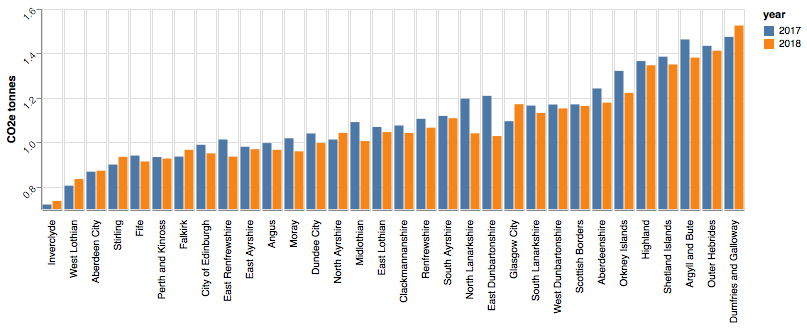 1.6
1.4
1.2
1.0
0.8
CO2e tonnes
Inverclyde
West Lothian
Aberdeen City
Stirling
Fife
Perth and Kinross
Falkirk
City of Edinburgh
East Renfrewshire
East Ayrshire
Angus
Moray
Dundee City
North Ayrshire
Midlothian
East Lothian
Clackmannanshire
Renfrewshire
South Ayrshire
North Lanarkshire
East Dunbartonshire
Glasgow City
South Lanarkshire
West Dunbartonshire
Scottish Borders
Aberdeenshire
Orkney Islands
Highland
Shetland Islands
Argyll and Bute
Outer Hebrides
Dumfries and Galloway
year
2017
2018